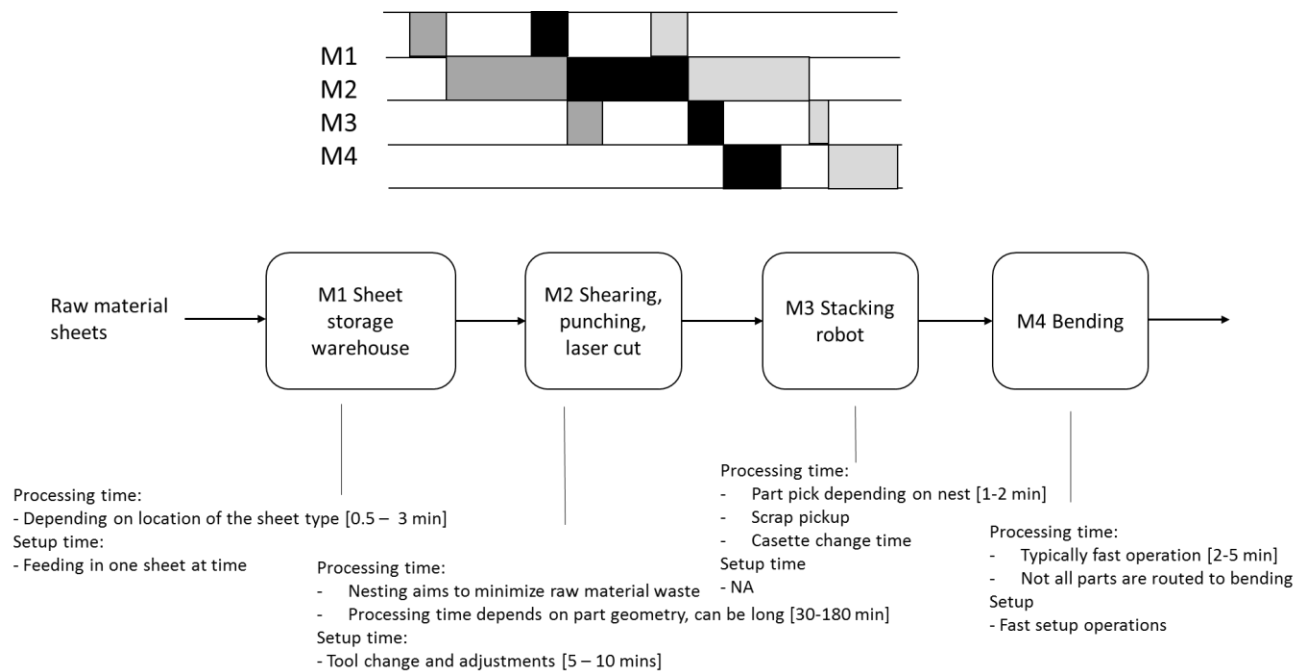 M1
M2
M3
M4
Raw material
sheets
M1 Sheet
storage
warehouse
M2 Shearing,
punching,
laser cut
M3 Stacking
robot
M4 Bending
Processing time:
- Depending on location of the sheet type [0.5 – 3 min]
Setup time:
- Feeding in one sheet at time
Processing time:
- Nesting aims to minimize raw material waste
- Processing time depends on part geometry, can be long [30-180 min]
Setup time:
- Tool change and adjustments [5 – 10 mins]
Processing time:
- Part pick depending on nest [1-2 min]
- Scrap pickup
- Casette change time
Setup time
- NA
Processing time:
- Typically fast operation [2-5 min]
- Not all parts are routed to bending
Setup
- Fast setup operations